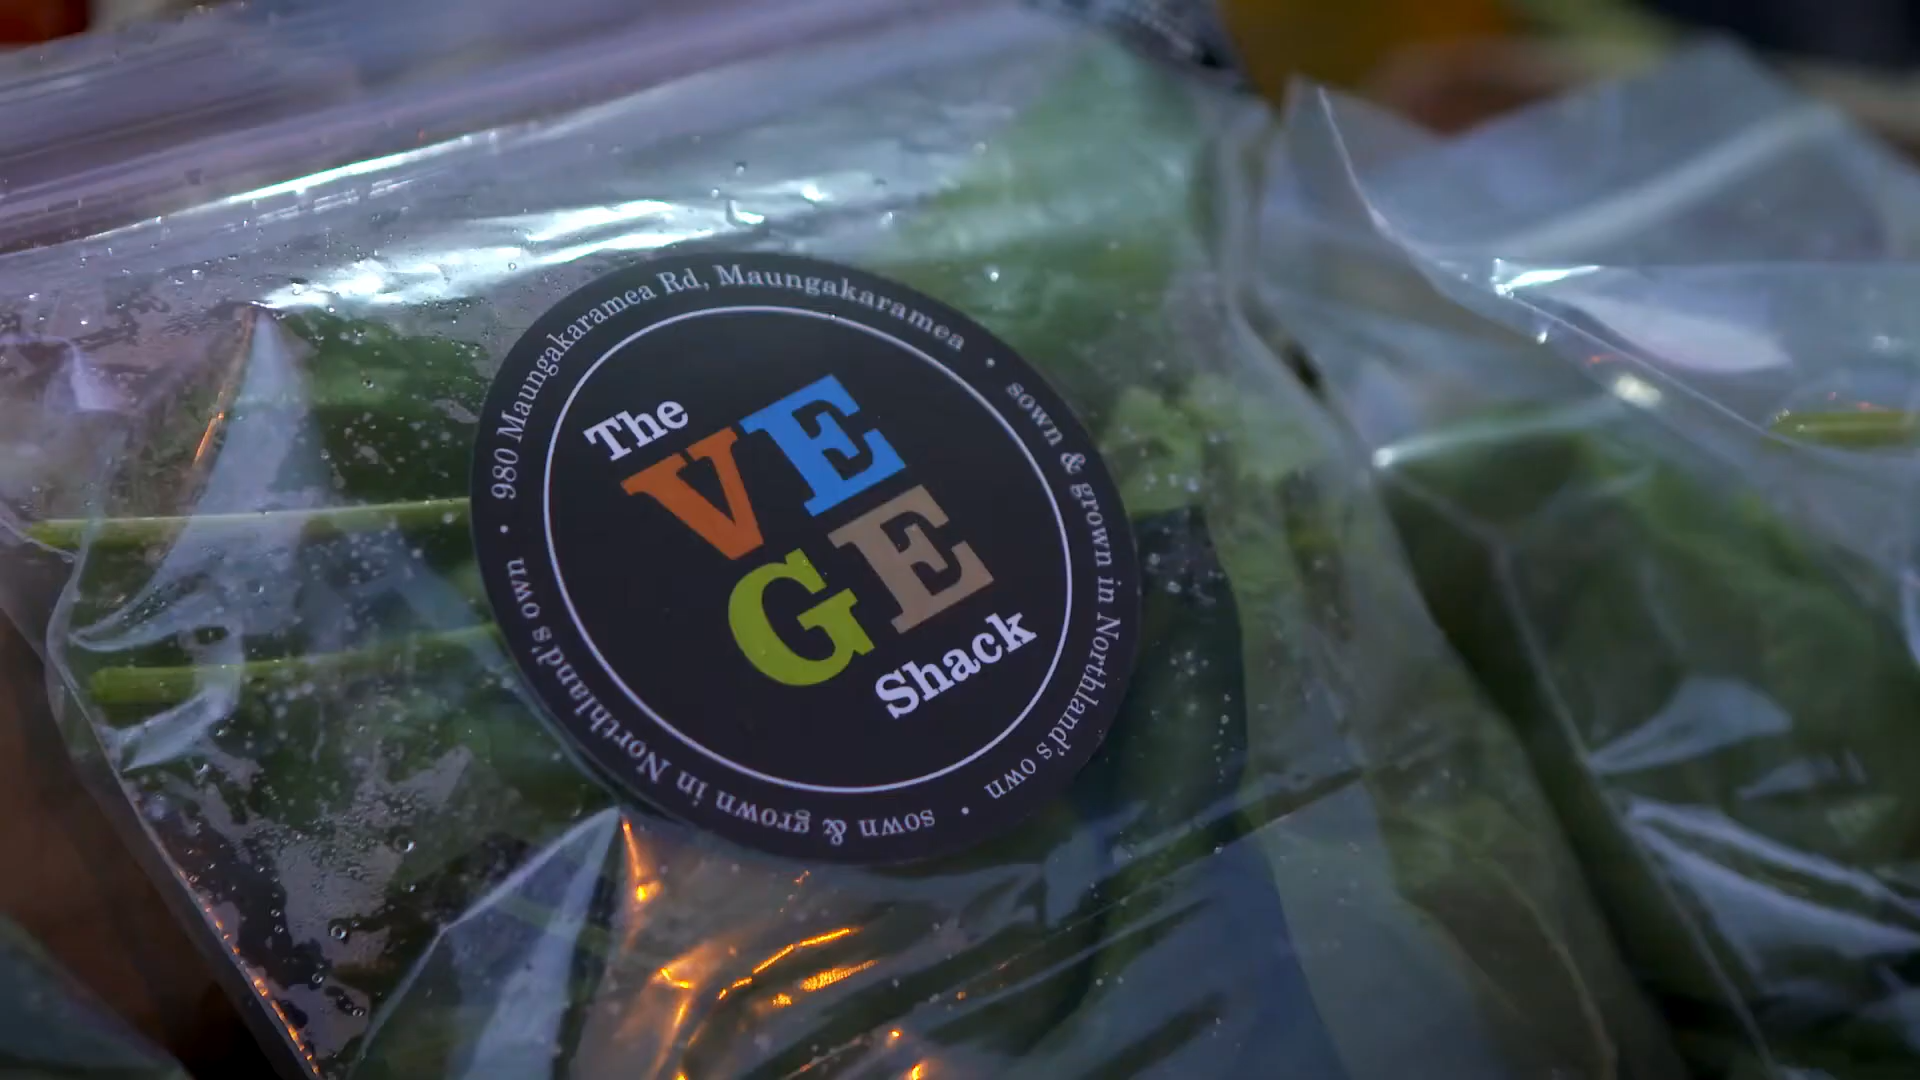 The
VE
GE
Shack
980 Maungakaramea Rd, Maungakaramea • sown & grown in Northland's own • sown & grown in Northland's own •